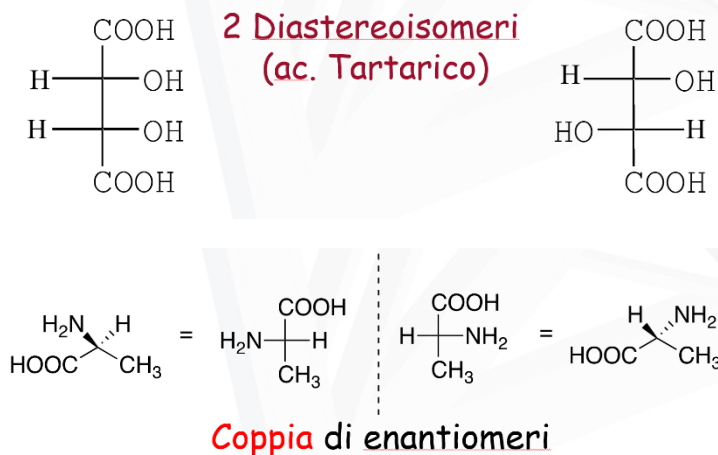 COOH 2 Diastereoisomeri COOH
(ac. Tartarico)
H OH H OH
H OH HO H
COOH COOH
COOH COOH
H₂N H = H₂N H H NH₂ = H NH₂
HOOC CH₃ CH₃ CH₃ HOOC CH₃
Coppia di enantiomeri